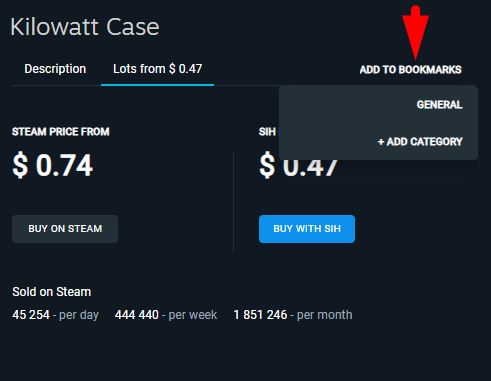 Kilowatt Case
Description Lots from $ 0.47 ADD TO BOOKMARKS
GENERAL
+ ADD CATEGORY
STEAM PRICE FROM SIH
$ 0.74 $ 0.47
BUY ON STEAM BUY WITH SIH
Sold on Steam
45 254 - per day 444 440 - per week 1 851 246 - per month